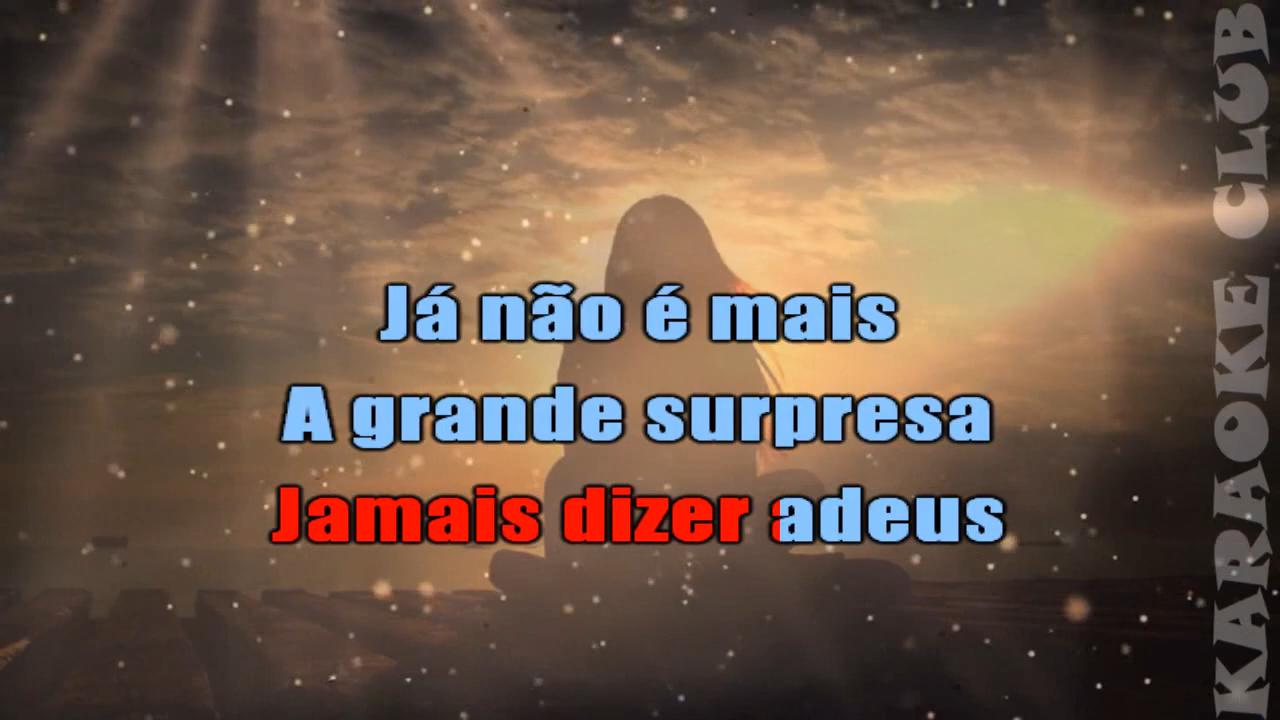 Já não é mais
A grande surpresa
Jamais dizer adeus
KARAOKE CLUB